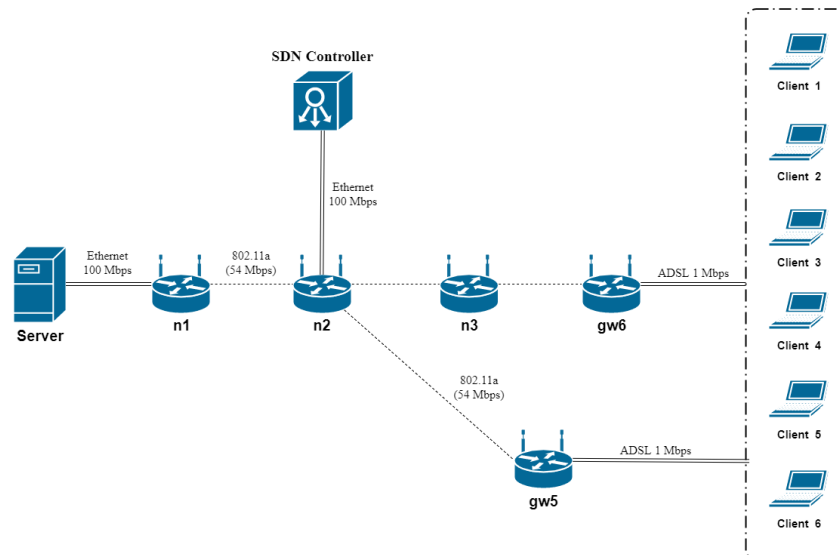 SDN Controller
Client 1
Client 2
Ethernet
100 Mbps
Client 3
Ethernet
100 Mbps
802.11a
(54 Mbps)
ADSL 1 Mbps
Server
n1
n2
n3
gw6
Client 4
802.11a
(54 Mbps)
Client 5
ADSL 1 Mbps
gw5
Client 6